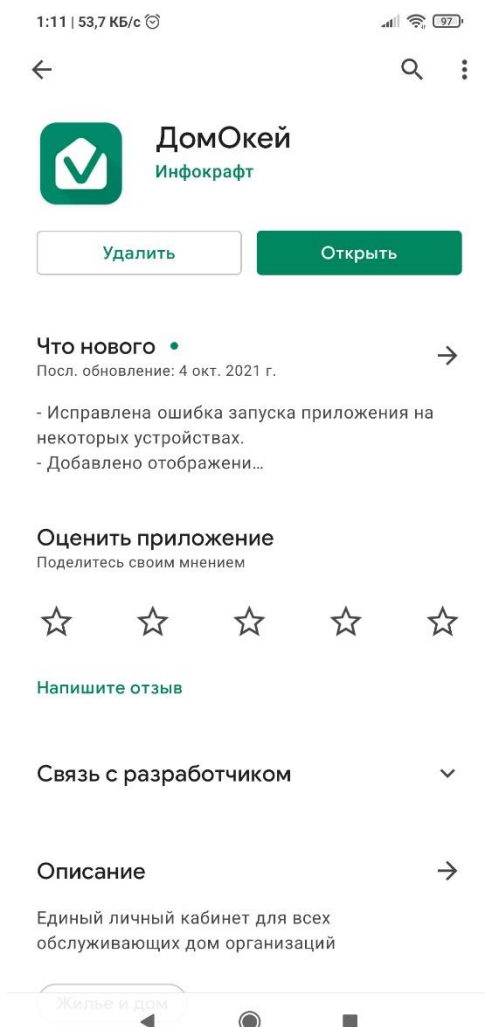 1:11 | 53,7 КБ/с
97
ДомОкей
Инфокрафт
Удалить
Открыть
Что нового
Посл. обновление: 4 окт. 2021 г.
- Исправлена ошибка запуска приложения на
некоторых устройствах.
- Добавлено отображени…
Оценить приложение
Поделитесь своим мнением
Напишите отзыв
Связь с разработчиком
Описание
Единый личный кабинет для всех
обслуживающих дом организаций
Жилье и дом